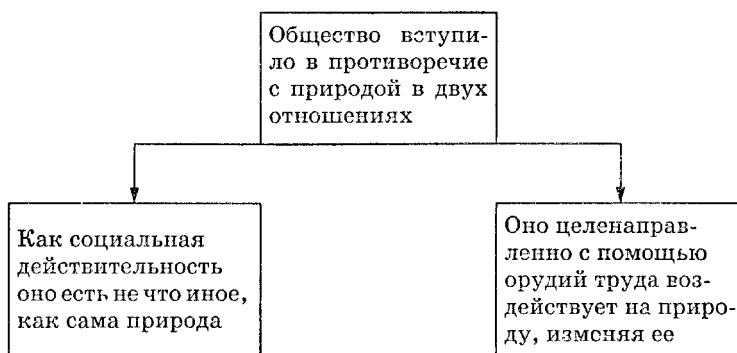 Общество вступи-
ло в противоречие
с природой в двух
отношениях
Как социальная
действительность
оно есть не что иное,
как сама природа
Оно целенаправ-
ленно с помощью
орудий труда воз-
действует на приро-
ду, изменяя ее